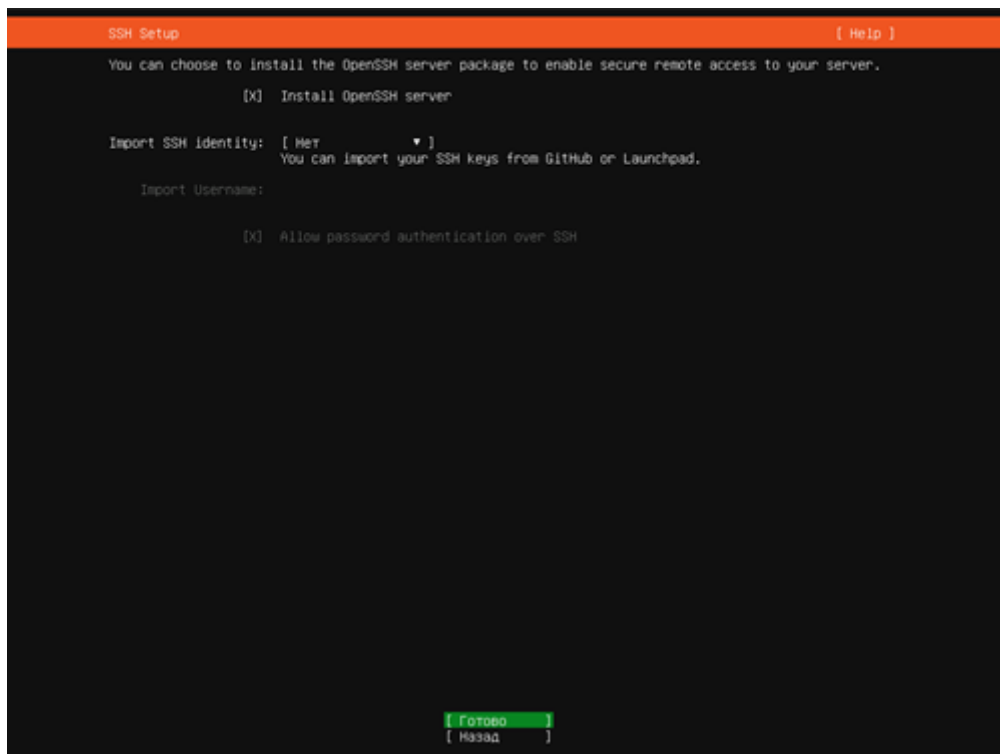 SSH Setup [ Help ]
You can choose to install the OpenSSH server package to enable secure remote access to your server.
[X] Install OpenSSH server
Import SSH identity: [ Нет ▼ ]
You can import your SSH keys from GitHub or Launchpad.
Import Username:
[X] Allow password authentication over SSH
[ Готово ]
[ Назад ]